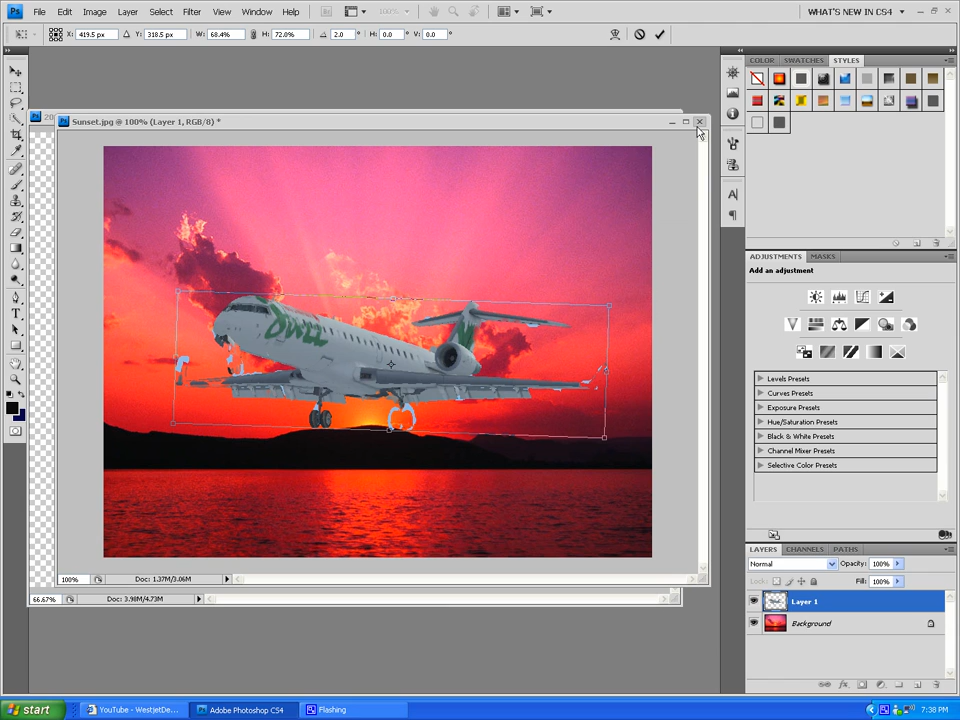 Ps File Edit Image Layer Select Filter Analysis View Window Help Br 100% WHAT'S NEW IN CS4
X: 419.5 px Y: 318.5 px W: 68.4% H: 72.0% 2.0 ° H: 0.0 ° V: 0.0 °
COLOR SWATCHES STYLES
20
Sunset.jpg @ 100% (Layer 1, RGB/8) *
ADJUSTMENTS MASKS
Add an adjustment
Levels Presets
Curves Presets
Exposure Presets
Hue/Saturation Presets
Black & White Presets
Channel Mixer Presets
Selective Color Presets
LAYERS CHANNELS PATHS
Normal Opacity: 100%
Lock: Fill: 100%
100% Doc: 1.37M/3.06M
66.67% Doc: 3.98M/4.73M
Layer 1
Background
start YouTube - WestjetDe... Adobe Photoshop CS4 Flashing 7:38 PM